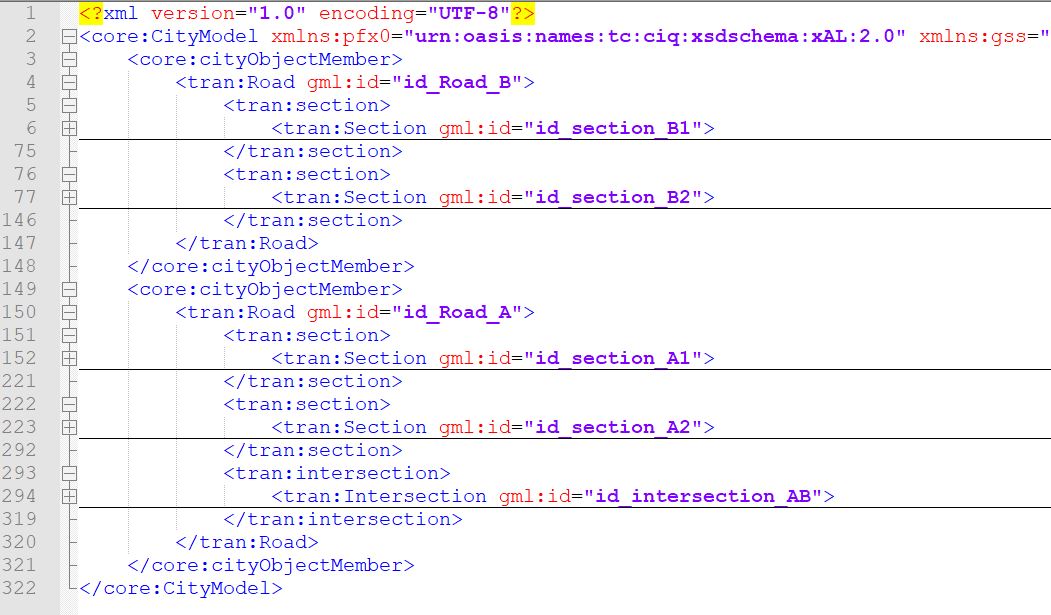 1 <?xml version="1.0" encoding="UTF-8"?>
2 <core:CityModel xmlns:pfx0="urn:oasis:names:tc:ciq:xsdschema:xAL:2.0" xmlns:gss="
3 <core:cityObjectMember>
4 <tran:Road gml:id="id_Road_B">
5 <tran:section>
6 <tran:Section gml:id="id_section_B1">
75 </tran:section>
76 <tran:section>
77 <tran:Section gml:id="id_section_B2">
146 </tran:section>
147 </tran:Road>
148 </core:cityObjectMember>
149 <core:cityObjectMember>
150 <tran:Road gml:id="id_Road_A">
151 <tran:section>
152 <tran:Section gml:id="id_section_A1">
221 </tran:section>
222 <tran:section>
223 <tran:Section gml:id="id_section_A2">
292 </tran:section>
293 <tran:intersection>
294 <tran:Intersection gml:id="id_intersection_AB">
319 </tran:intersection>
320 </tran:Road>
321 </core:cityObjectMember>
322 </core:CityModel>